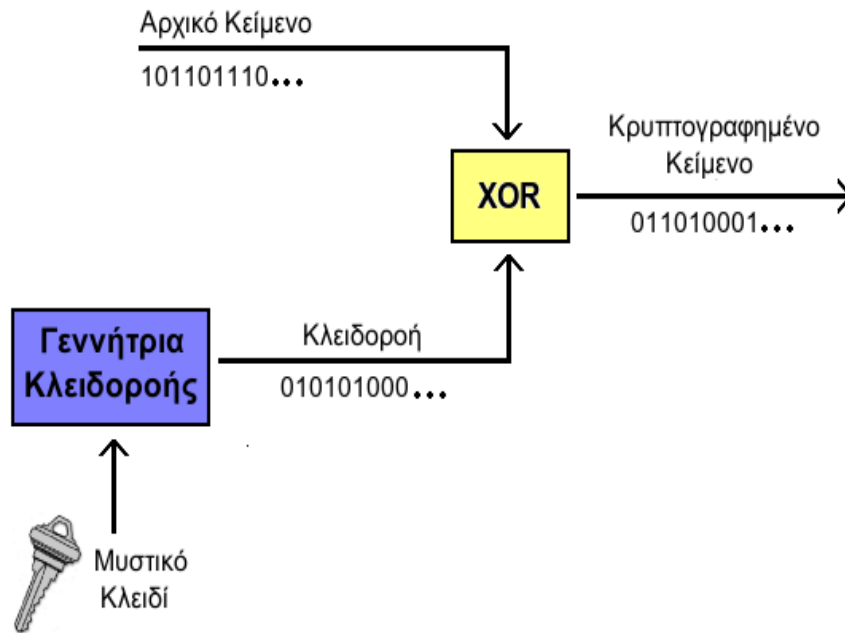 Αρχικό Κείμενο
101101110...
Κρυπτογραφημένο
Κείμενο
XOR
011010001...
Γεννήτρια
Κλειδοροής
Κλειδοροή
010101000...
Μυστικό
Κλειδί